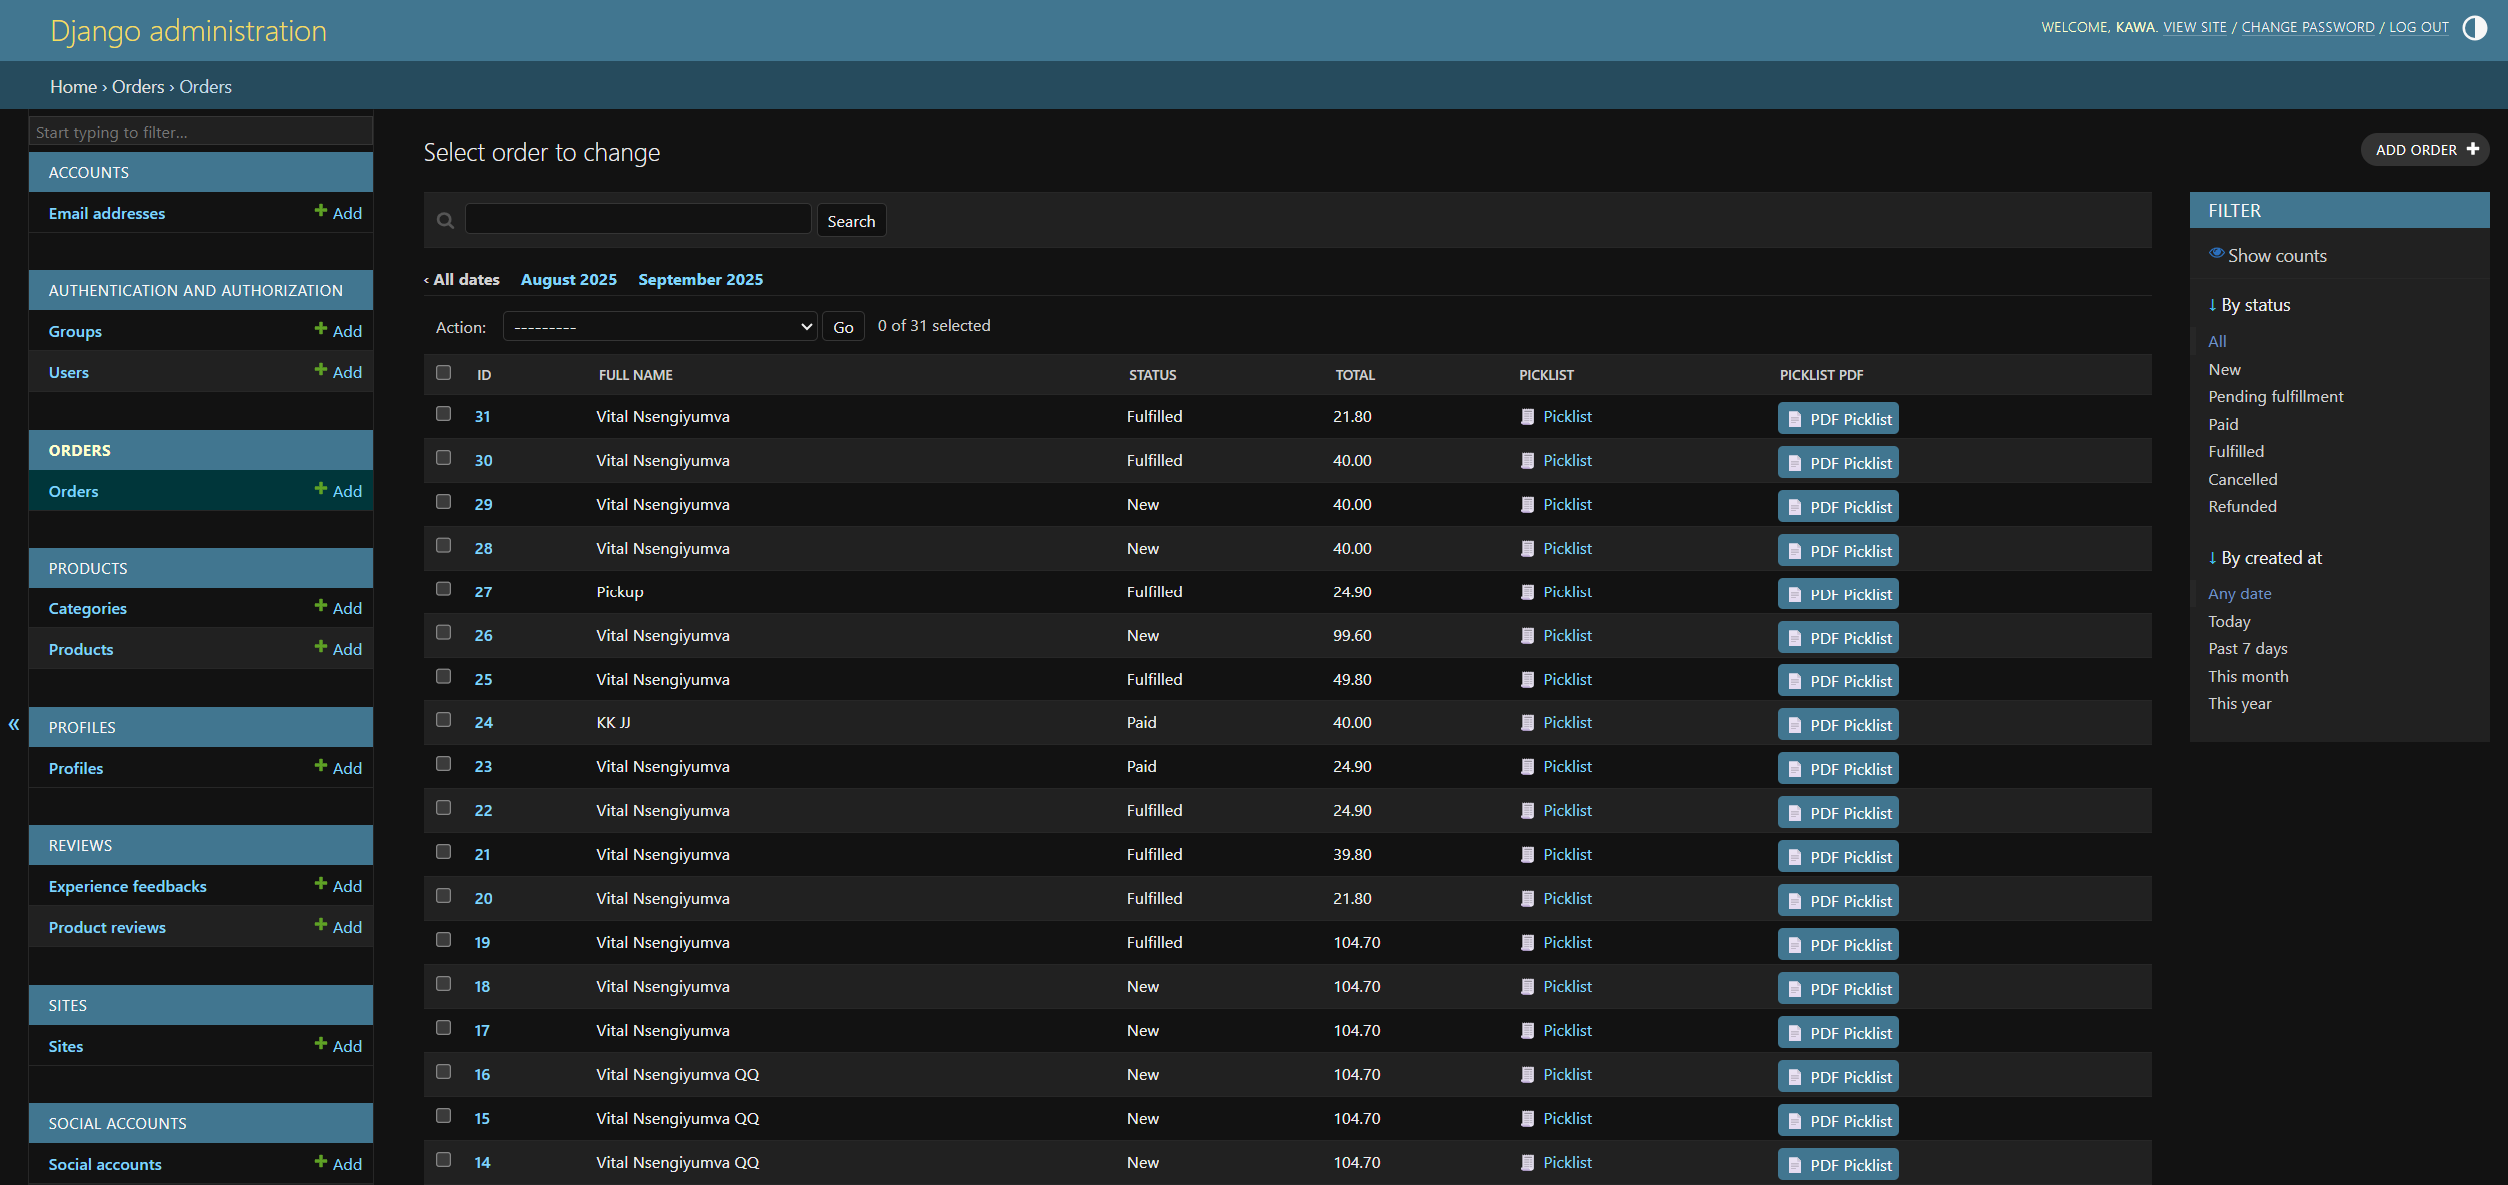 Django administration
WELCOME, KAWA. VIEW SITE / CHANGE PASSWORD / LOG OUT
Home › Orders › Orders
Start typing to filter...
ACCOUNTS
Email addresses Add
AUTHENTICATION AND AUTHORIZATION
Groups Add
Users Add
ORDERS
Orders Add
PRODUCTS
Categories Add
Products Add
PROFILES
Profiles Add
REVIEWS
Experience feedbacks Add
Product reviews Add
SITES
Sites Add
SOCIAL ACCOUNTS
Social accounts Add
«
Select order to change
ADD ORDER
Search
‹ All dates August 2025 September 2025
Action: --------- Go 0 of 31 selected
ID FULL NAME STATUS TOTAL PICKLIST PICKLIST PDF
31 Vital Nsengiyumva Fulfilled 21.80 Picklist PDF Picklist
30 Vital Nsengiyumva Fulfilled 40.00 Picklist PDF Picklist
29 Vital Nsengiyumva New 40.00 Picklist PDF Picklist
28 Vital Nsengiyumva New 40.00 Picklist PDF Picklist
27 Pickup Fulfilled 24.90 Picklist PDF Picklist
26 Vital Nsengiyumva New 99.60 Picklist PDF Picklist
25 Vital Nsengiyumva Fulfilled 49.80 Picklist PDF Picklist
24 KK JJ Paid 40.00 Picklist PDF Picklist
23 Vital Nsengiyumva Paid 24.90 Picklist PDF Picklist
22 Vital Nsengiyumva Fulfilled 24.90 Picklist PDF Picklist
21 Vital Nsengiyumva Fulfilled 39.80 Picklist PDF Picklist
20 Vital Nsengiyumva Fulfilled 21.80 Picklist PDF Picklist
19 Vital Nsengiyumva Fulfilled 104.70 Picklist PDF Picklist
18 Vital Nsengiyumva New 104.70 Picklist PDF Picklist
17 Vital Nsengiyumva New 104.70 Picklist PDF Picklist
16 Vital Nsengiyumva QQ New 104.70 Picklist PDF Picklist
15 Vital Nsengiyumva QQ New 104.70 Picklist PDF Picklist
14 Vital Nsengiyumva QQ New 104.70 Picklist PDF Picklist
FILTER
Show counts
↓ By status
All
New
Pending fulfillment
Paid
Fulfilled
Cancelled
Refunded
↓ By created at
Any date
Today
Past 7 days
This month
This year